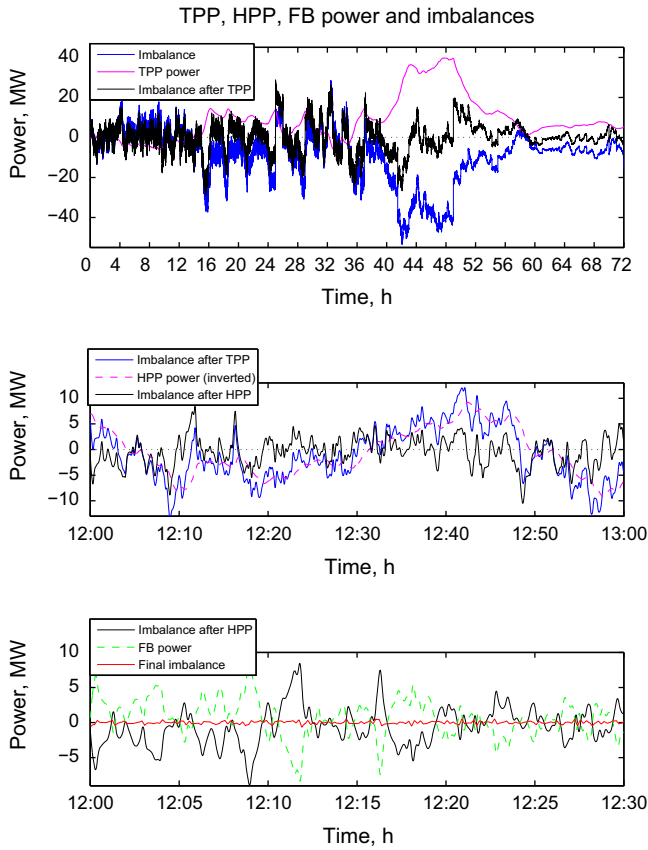 TPP, HPP, FB power and imbalances
Power, MW
40
20
0
−20
−40
Imbalance
TPP power
Imbalance after TPP
0 4 8 12 16 20 24 28 32 36 40 44 48 52 56 60 64 68 72
Time, h
Power, MW
10
5
0
−5
−10
Imbalance after TPP
HPP power (inverted)
Imbalance after HPP
12:00 12:10 12:20 12:30 12:40 12:50 13:00
Time, h
Power, MW
10
5
0
−5
Imbalance after HPP
FB power
Final imbalance
12:00 12:05 12:10 12:15 12:20 12:25 12:30
Time, h